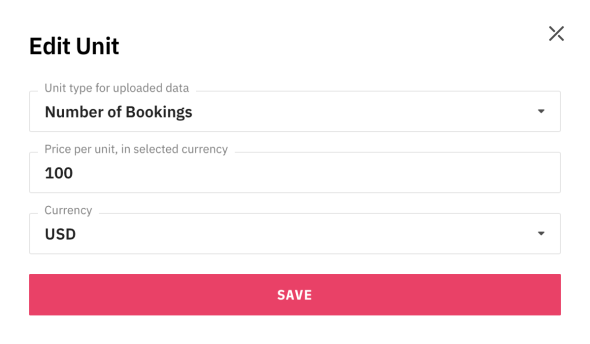 Edit Unit
Unit type for uploaded data
Number of Bookings
Price per unit, in selected currency
100
Currency
USD
SAVE